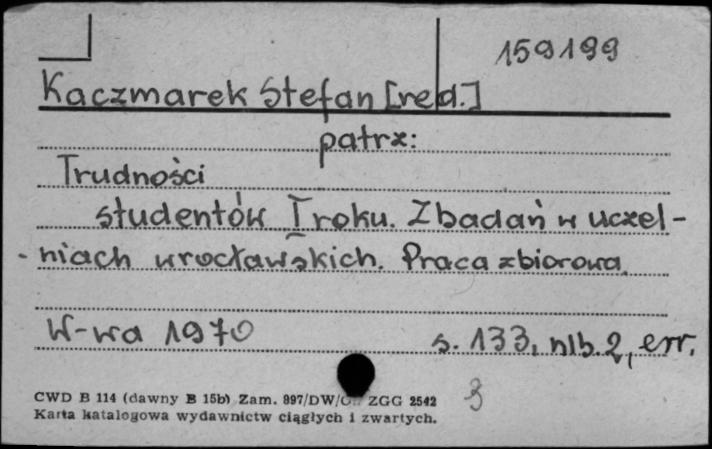 159199
Kaczmarek Stefan [red.]
patrz:
Trudności
studentów I roku. Zbadań w uczel-
niach wrocławskich. Praca zbiorowa.
W-wa 1970
s. 133, nlb. 2, err.
CWD B 114 (dawny B 15b) Zam. 897/DW/ ZGG 2542
Karta katalogowa wydawnictw ciągłych i zwartych.